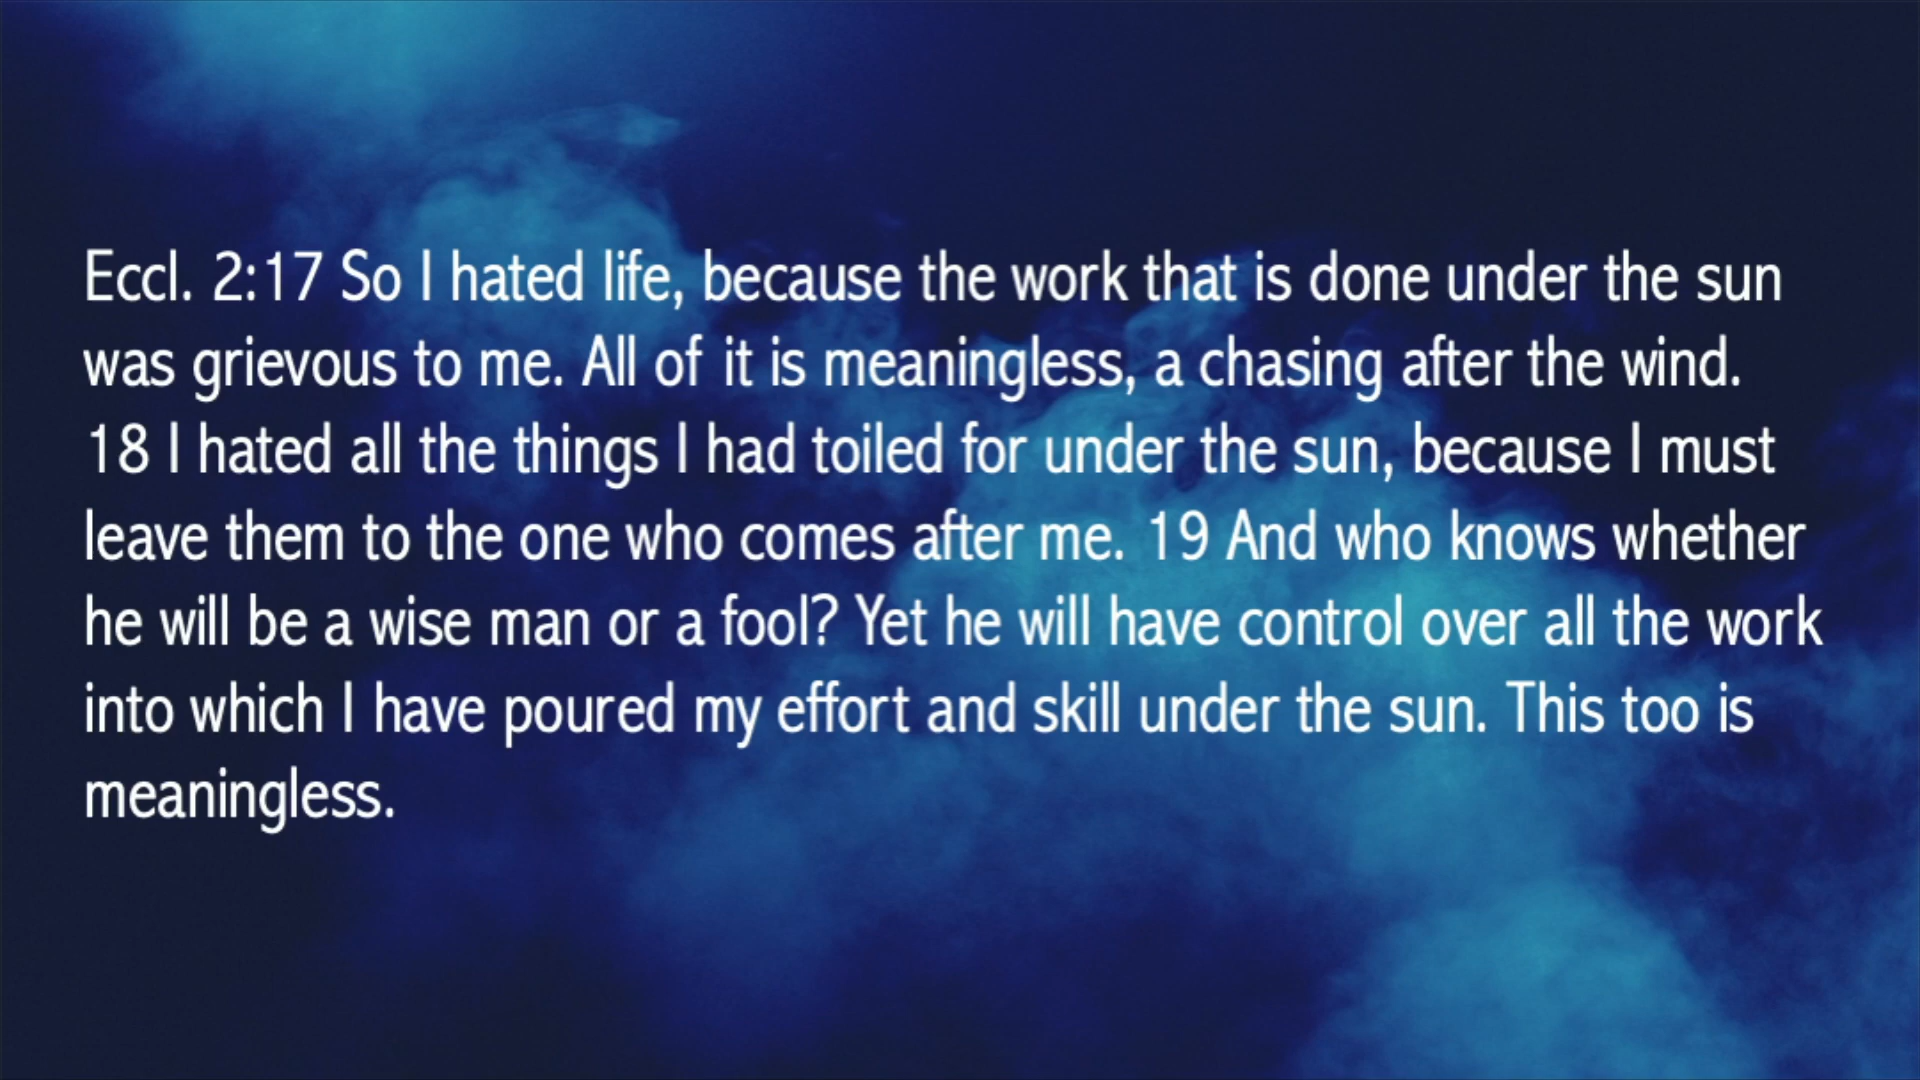 Eccl. 2:17 So I hated life, because the work that is done under the sun
was grievous to me. All of it is meaningless, a chasing after the wind.
18 I hated all the things I had toiled for under the sun, because I must
leave them to the one who comes after me. 19 And who knows whether
he will be a wise man or a fool? Yet he will have control over all the work
into which I have poured my effort and skill under the sun. This too is
meaningless.